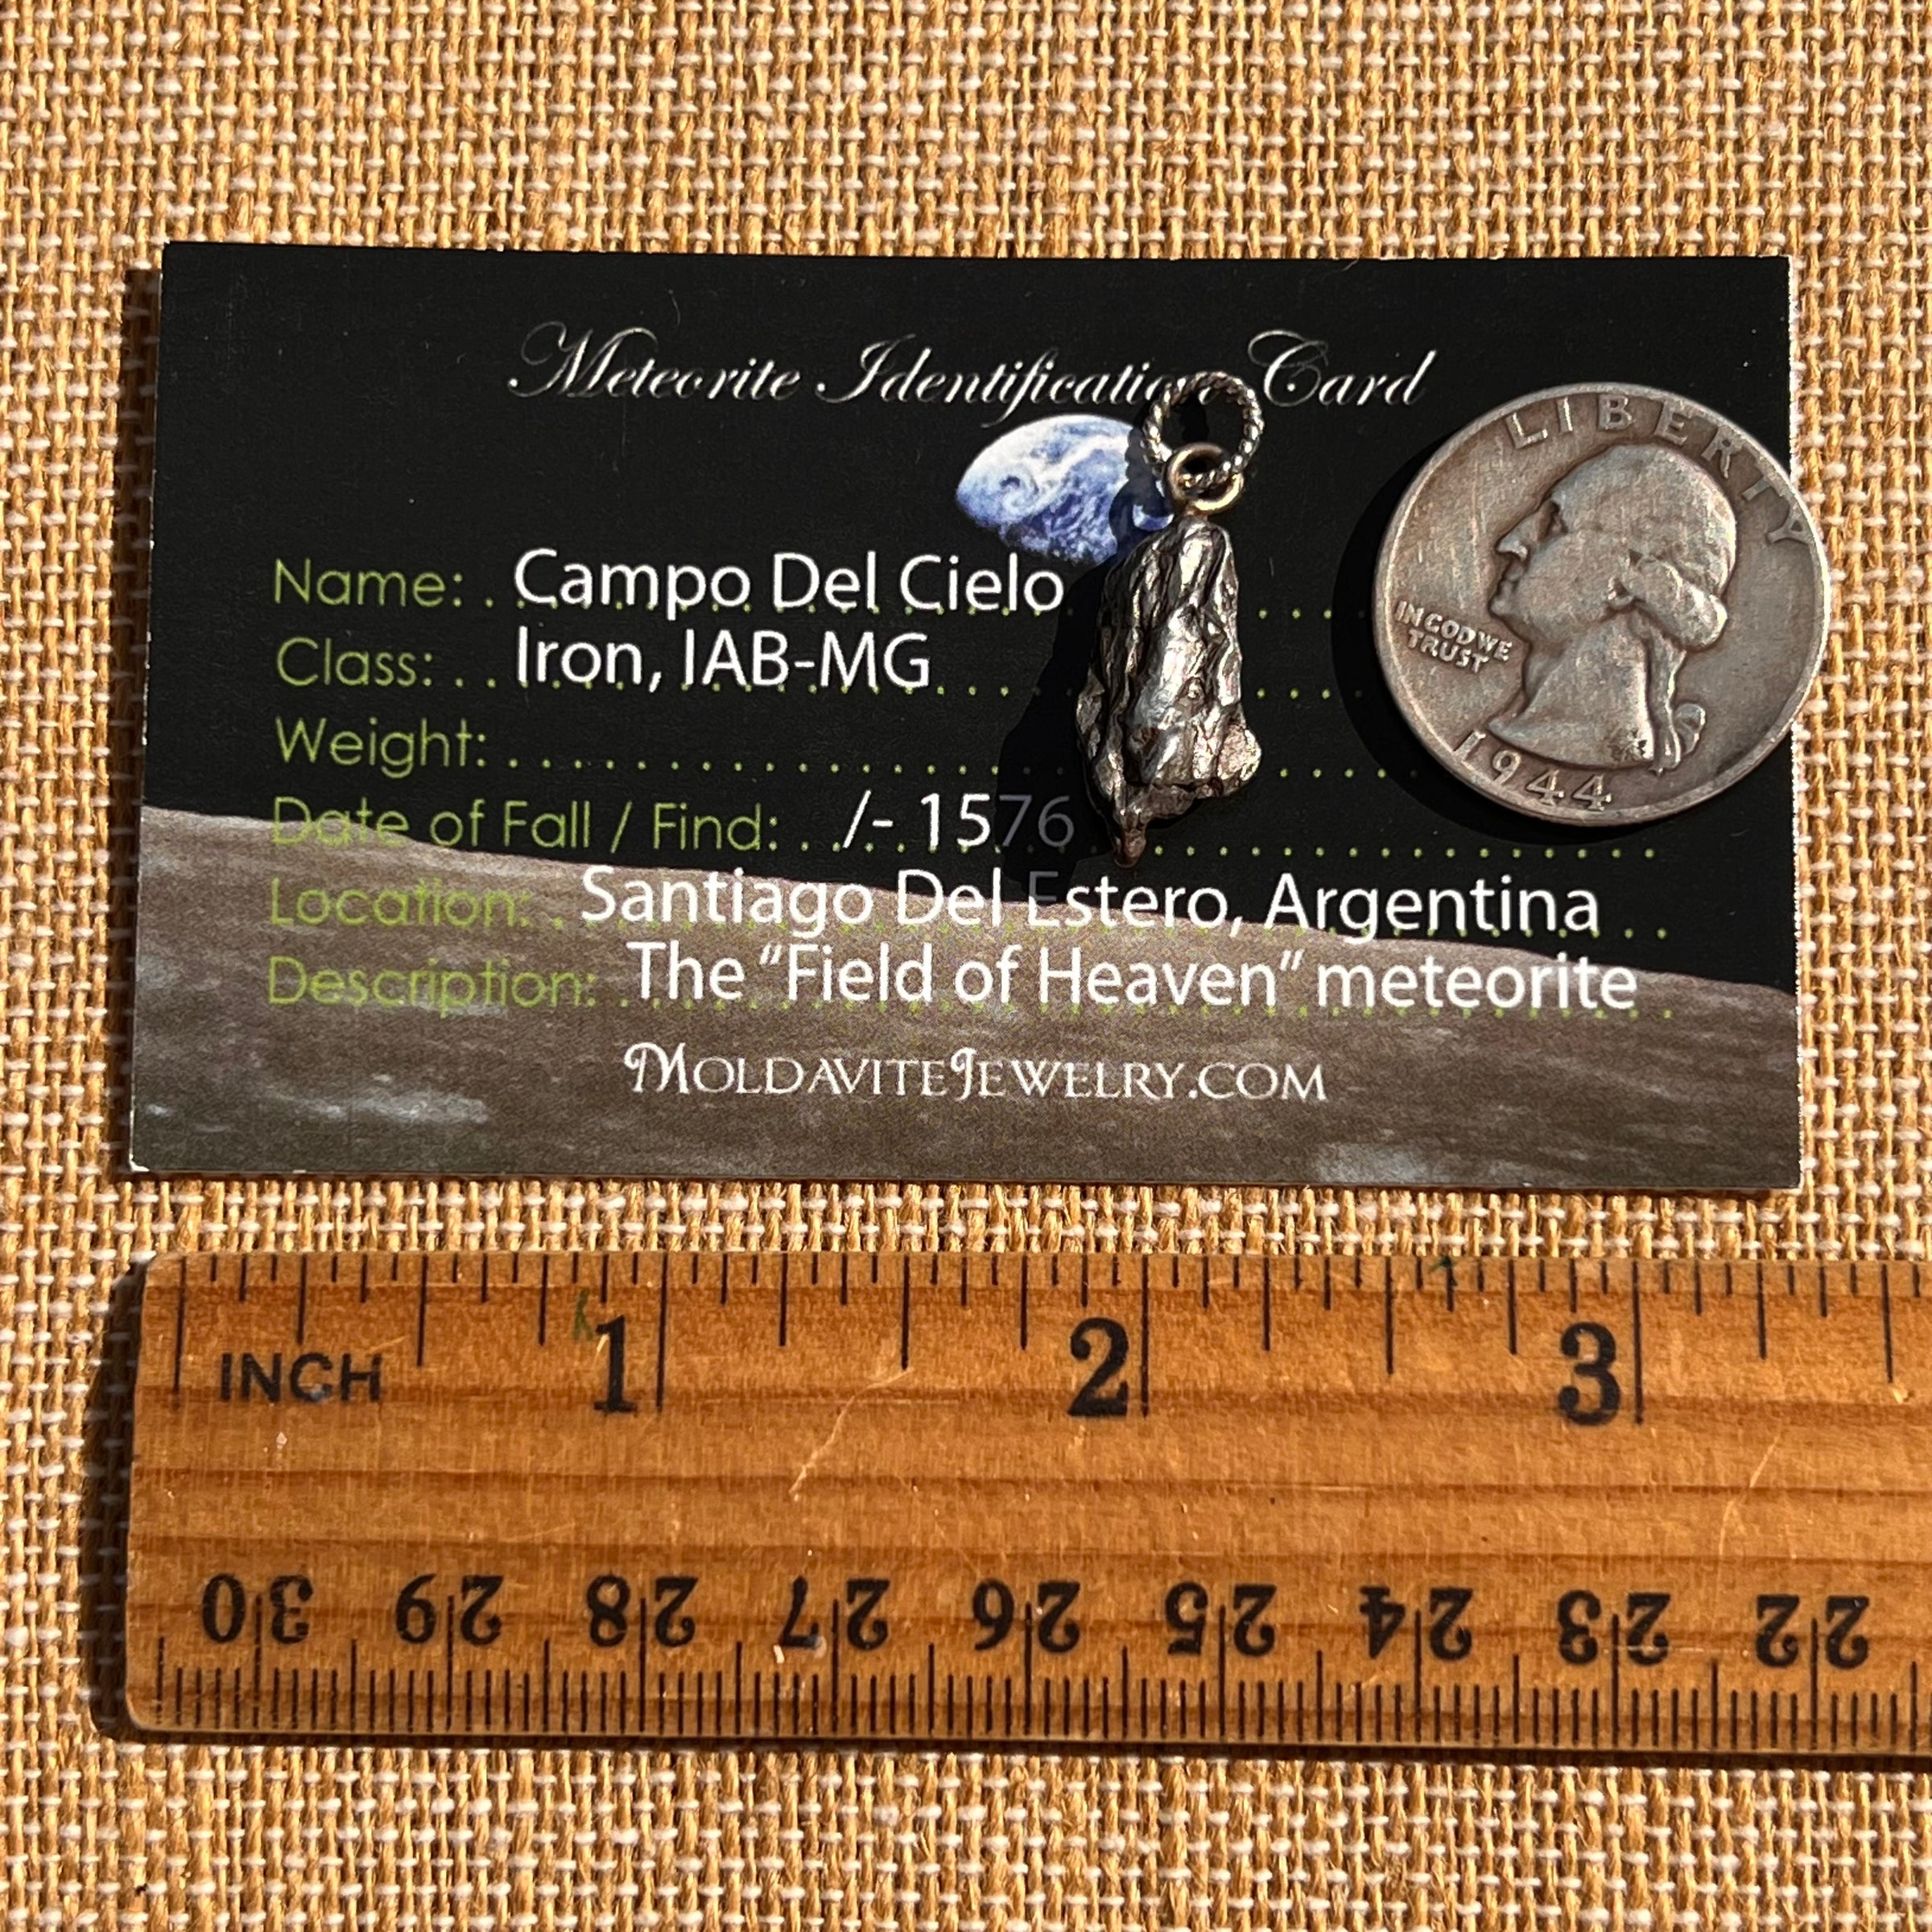 Meteorite Identification Card
LIBERTY
IN GOD WE
TRUST
1944
Name: . Campo Del Cielo
Class: . . Iron, IAB-MG
Weight:
Date of Fall / Find: . . /- 1576
Location: . Santiago Del Estero, Argentina . .
Description: The "Field of Heaven" meteorite
MOLDAVITEJEWELRY.COM
INCH 1 2 3
30 29 28 27 26 25 24 23 22